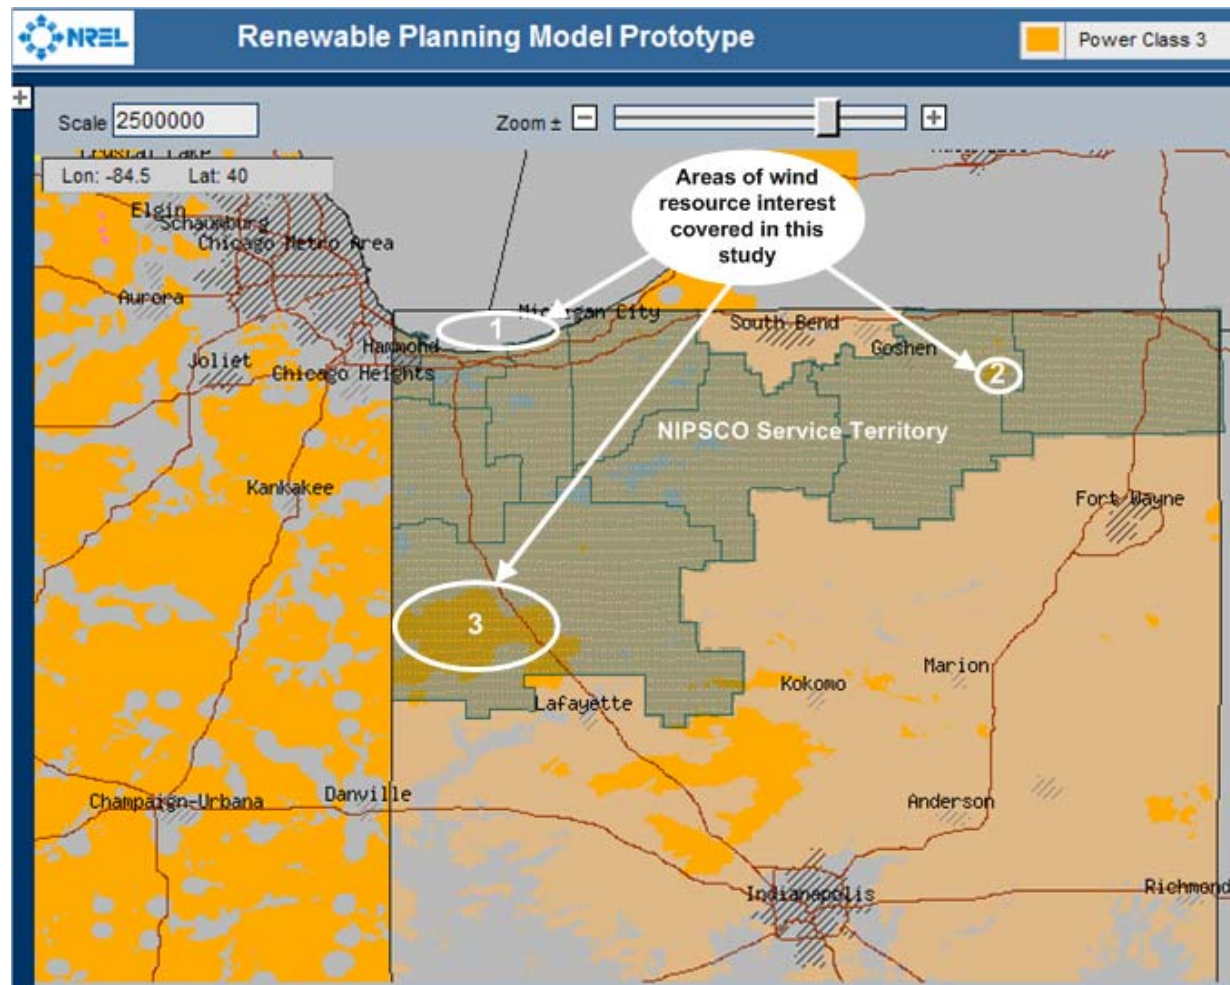 NREL
Renewable Planning Model Prototype
Power Class 3
Scale 2500000
Zoom ±
Lon: -84.5 Lat: 40
Areas of wind
resource interest
covered in this
study
Elgin
Schaumburg
Chicago Metro Area
Aurora
Michigan City
1
South Bend
Hammond
Goshen
Joliet
Chicago Heights
2
NIPSCO Service Territory
Kankakee
Fort Wayne
3
Marion
Kokomo
Lafayette
Champaign-Urbana
Danville
Anderson
Indianapolis
Richmond